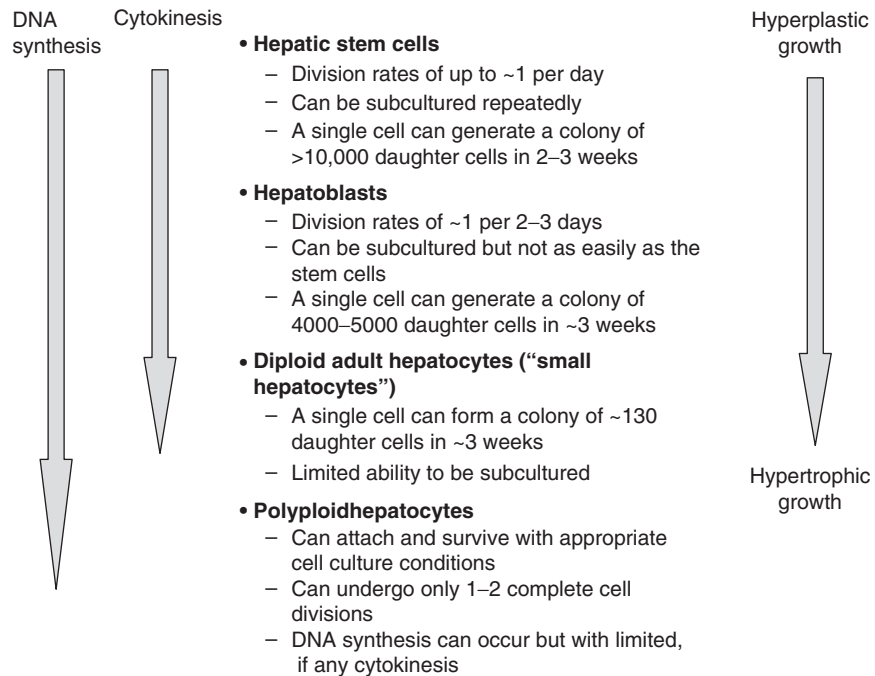 DNA
synthesis
Cytokinesis
• Hepatic stem cells
– Division rates of up to ~1 per day
– Can be subcultured repeatedly
– A single cell can generate a colony of
>10,000 daughter cells in 2–3 weeks
• Hepatoblasts
– Division rates of ~1 per 2–3 days
– Can be subcultured but not as easily as the
stem cells
– A single cell can generate a colony of
4000–5000 daughter cells in ~3 weeks
• Diploid adult hepatocytes (“small
hepatocytes”)
– A single cell can form a colony of ~130
daughter cells in ~3 weeks
– Limited ability to be subcultured
• Polyploidhepatocytes
– Can attach and survive with appropriate
cell culture conditions
– Can undergo only 1–2 complete cell
divisions
– DNA synthesis can occur but with limited,
if any cytokinesis
Hyperplastic
growth
Hypertrophic
growth